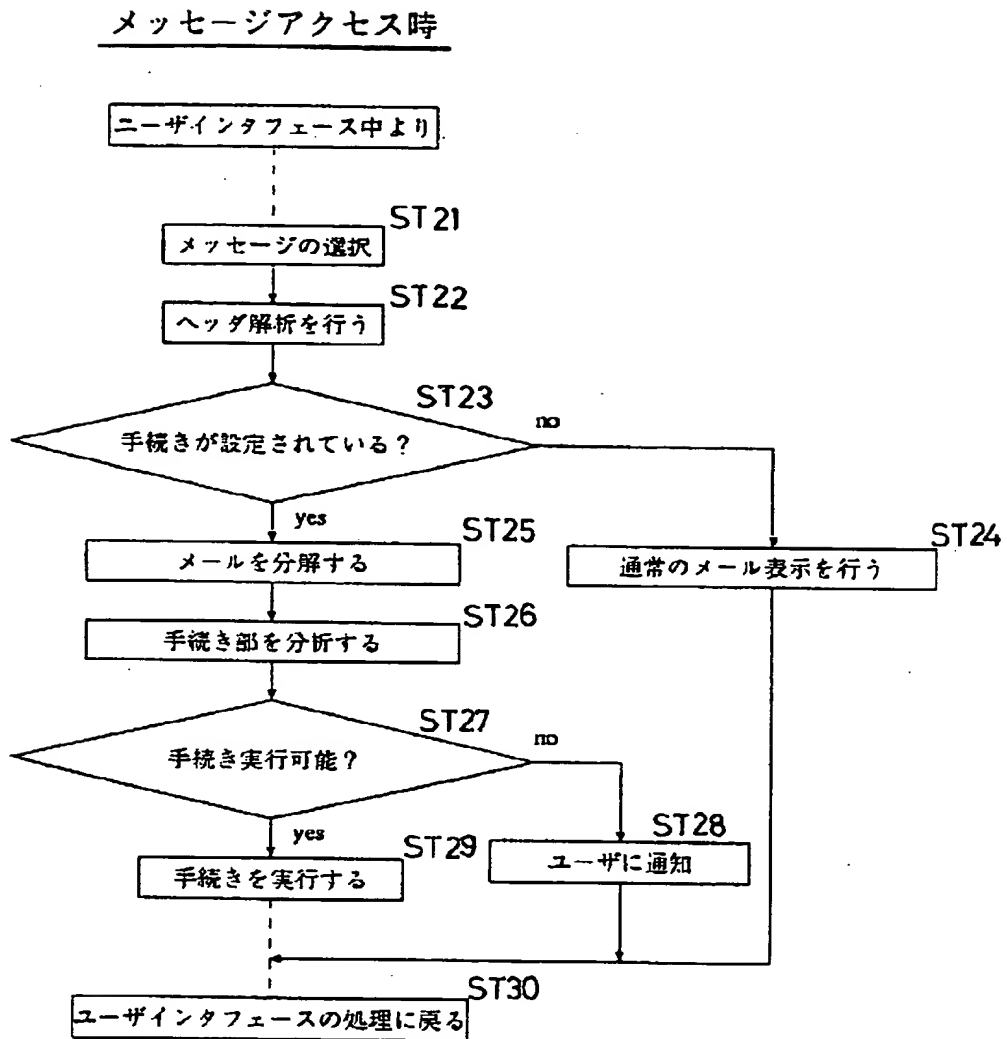 メッセージアクセス時
ユーザインタフェース中より
ST21
メッセージの選択
ST22
ヘッダ解析を行う
ST23
手続きが設定されている?
no
yes
ST25
メールを分解する
ST24
通常のメール表示を行う
ST26
手続き部を分析する
ST27
手続き実行可能?
no
yes
ST29
手続きを実行する
ST28
ユーザに通知
ST30
ユーザインタフェースの処理に戻る